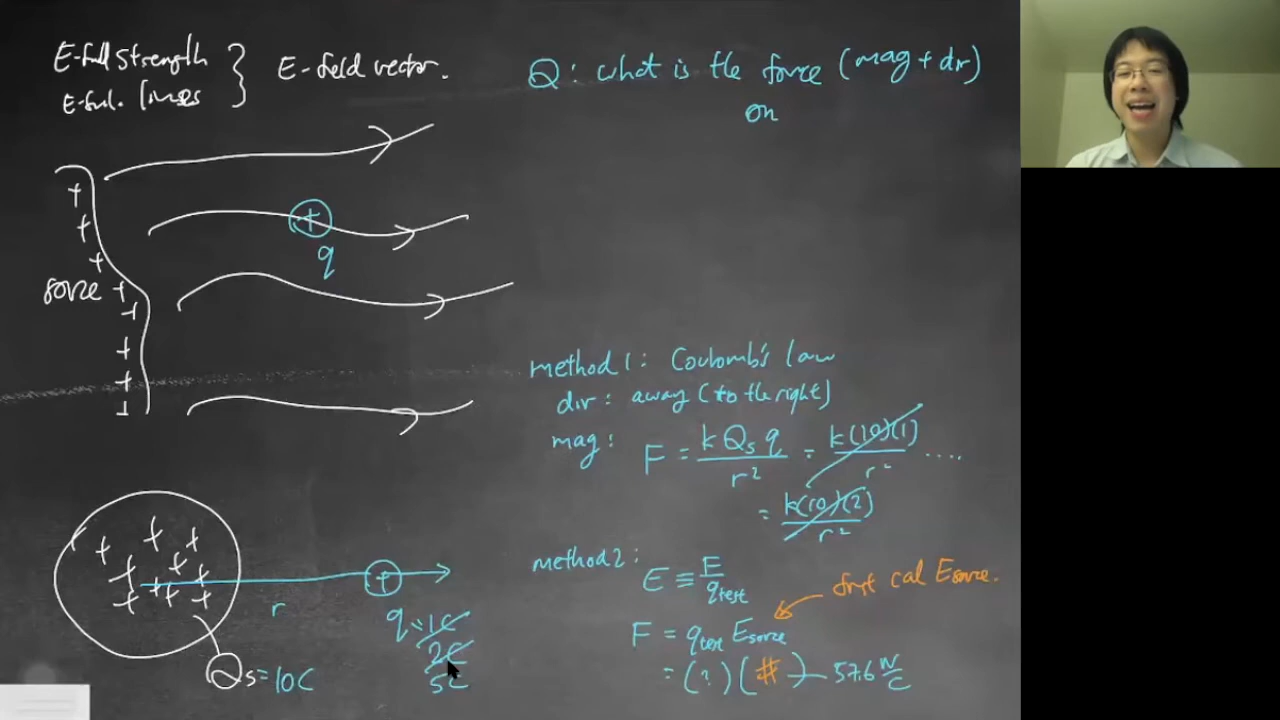 E-field strength
E-field lines
E-field vector.
Q: what is the force (mag + dir)
on
+
+
+
+
+
+
+
+
+
q
sorce
method 1: Coulomb's law
dir: away (to the right)
mag: F = k Qs q / r² = k(10)(1) / r² ....
= k(10)(2) / r²
method 2: E ≡ F / qtest
first cal Esource.
F = qtest Esource
= (?) (#) 57.6 N/C
+ + + + + + + + + +
+
r
q = 1C
2C
5C
Qs = 10C